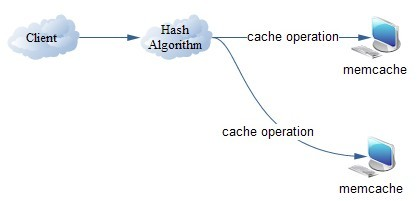 Client
Hash
Algorithm
cache operation
memcache
cache operation
memcache